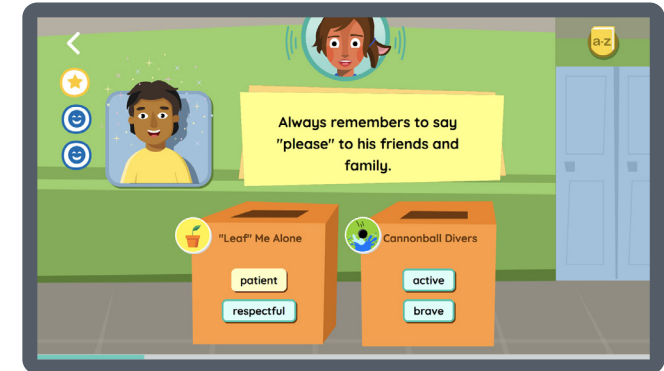 a-z
Always remembers to say
"please" to his friends and
family.
"Leaf" Me Alone
patient
respectful
Cannonball Divers
active
brave